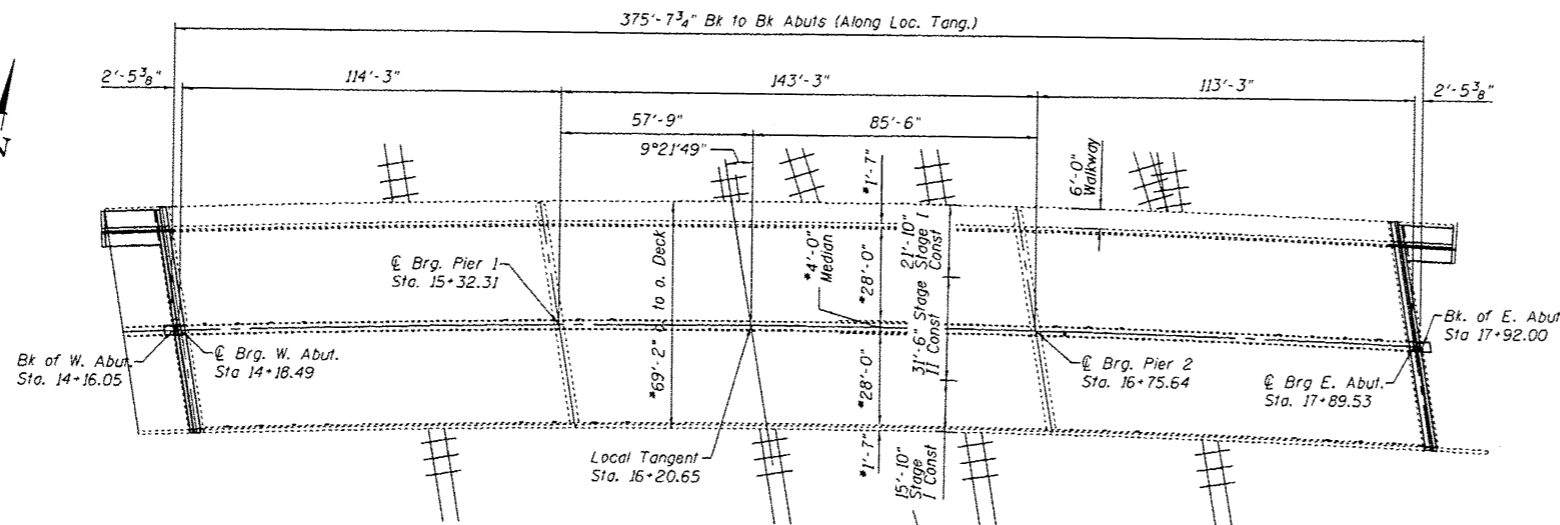 375'-7¾" Bk to Bk Abuts (Along Loc. Tang.)
2'-5⅜"
114'-3"
143'-3"
113'-3"
2'-5⅜"
57'-9"
85'-6"
9°21'49"
N
*1'-7"
6'-0"
Walkway
*69'-2" o. to o. Deck
*4'-0"
Median
*28'-0"
21'-10"
Stage I
Const
℄ Brg. Pier 1
Sta. 15+32.31
31'-6" Stage
II Const
Bk of W. Abut.
Sta. 14+16.05
℄ Brg. W. Abut.
Sta 14+18.49
*28'-0"
℄ Brg. Pier 2
Sta. 16+75.64
Bk. of E. Abut
Sta 17+92.00
℄ Brg E. Abut.
Sta. 17+89.53
Local Tangent
Sta. 16+20.65
*1'-7"
15'-10"
Stage
I Const